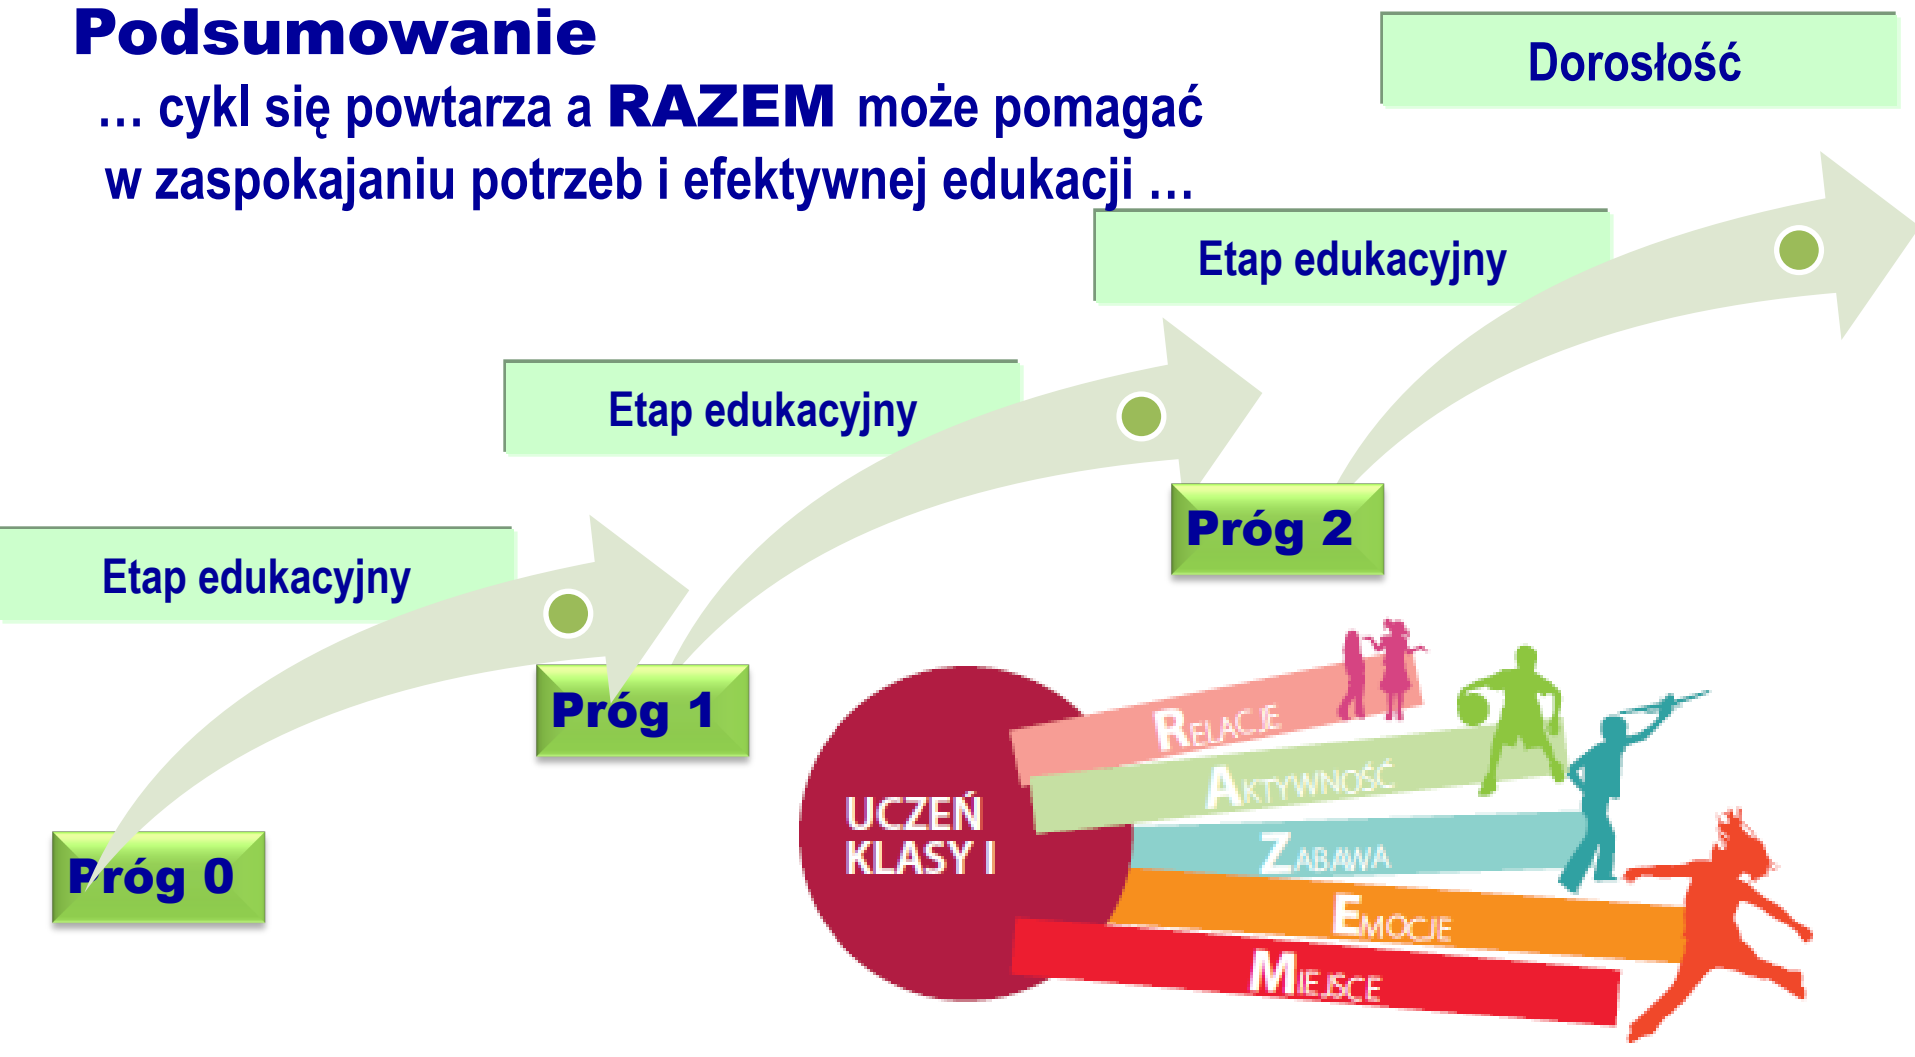 Podsumowanie
… cykl się powtarza a RAZEM może pomagać
w zaspokajaniu potrzeb i efektywnej edukacji …
Dorosłość
Etap edukacyjny
Etap edukacyjny
Etap edukacyjny
Próg 2
Próg 1
Próg 0
UCZEŃ
KLASY I
RELACJE
AKTYWNOŚĆ
ZABAWA
EMOCJE
MIEJSCE